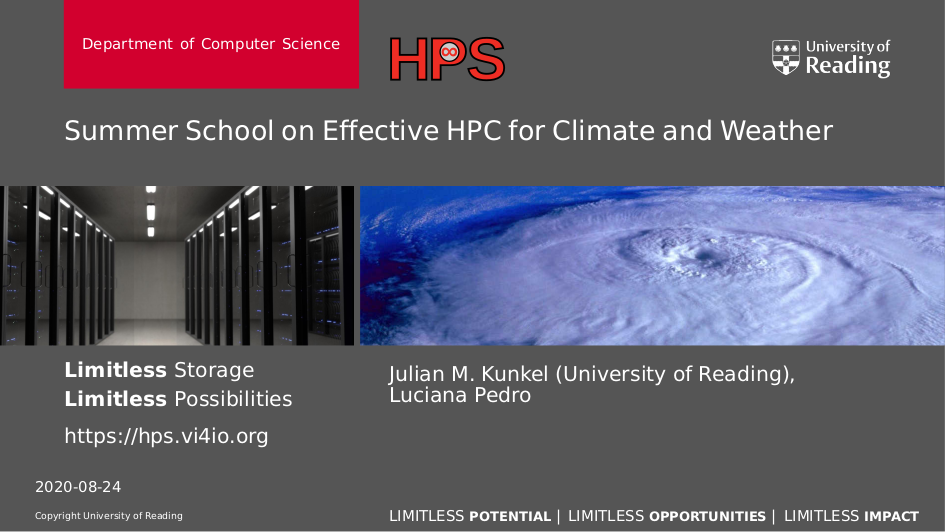 Department of Computer Science
HPS
University of
Reading
Summer School on Effective HPC for Climate and Weather
Limitless Storage
Limitless Possibilities
https://hps.vi4io.org
Julian M. Kunkel (University of Reading),
Luciana Pedro
2020-08-24
Copyright University of Reading
LIMITLESS POTENTIAL | LIMITLESS OPPORTUNITIES | LIMITLESS IMPACT